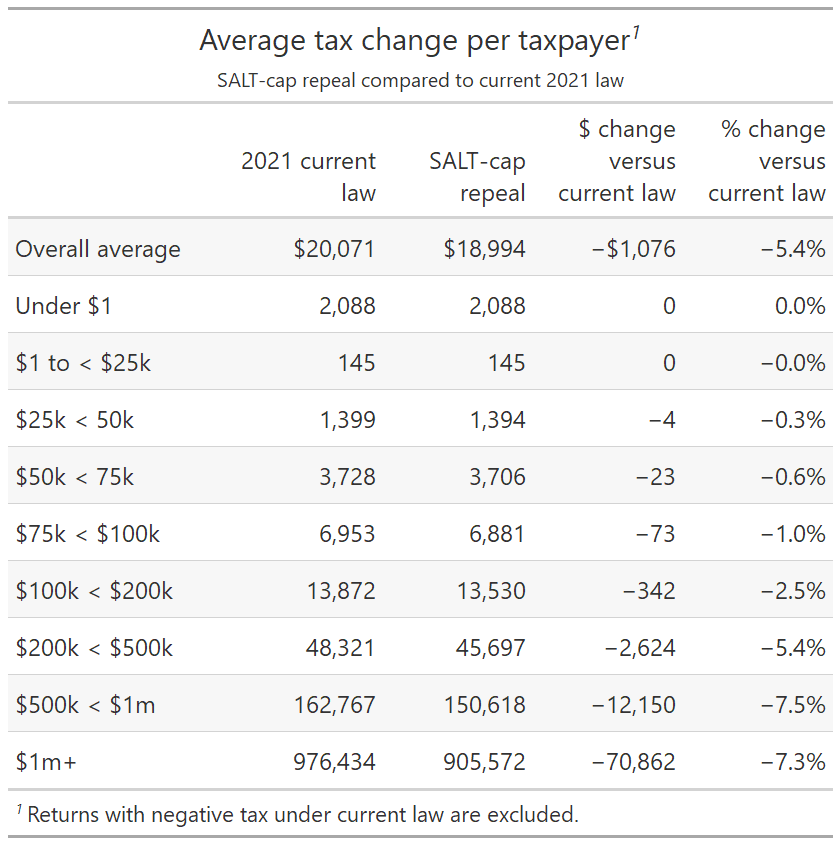 Average tax change per taxpayer1
SALT-cap repeal compared to current 2021 law
2021 current law SALT-cap repeal $ change versus current law % change versus current law
Overall average $20,071 $18,994 −$1,076 −5.4%
Under $1 2,088 2,088 0 0.0%
$1 to < $25k 145 145 0 −0.0%
$25k < 50k 1,399 1,394 −4 −0.3%
$50k < 75k 3,728 3,706 −23 −0.6%
$75k < $100k 6,953 6,881 −73 −1.0%
$100k < $200k 13,872 13,530 −342 −2.5%
$200k < $500k 48,321 45,697 −2,624 −5.4%
$500k < $1m 162,767 150,618 −12,150 −7.5%
$1m+ 976,434 905,572 −70,862 −7.3%
1 Returns with negative tax under current law are excluded.